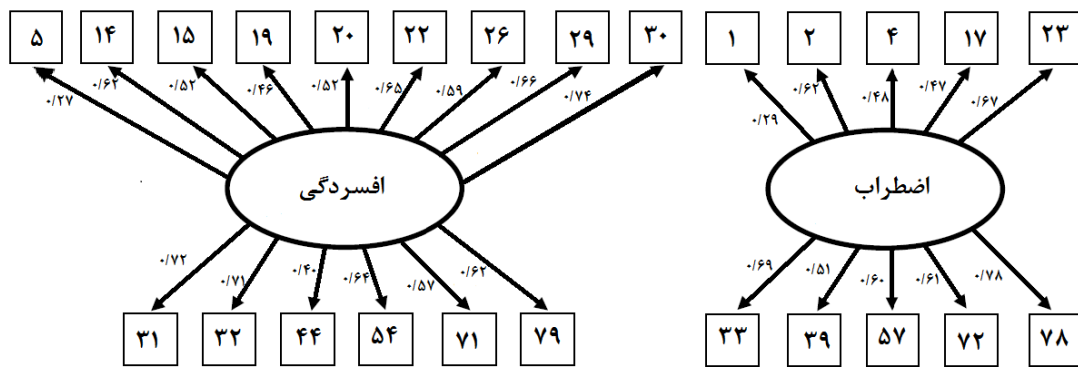 ۵ ۱۴ ۱۵ ۱۹ ۲۰ ۲۲ ۲۶ ۲۹ ۳۰
۰/۲۷ ۰/۶۲ ۰/۵۲ ۰/۴۶ ۰/۵۲ ۰/۶۵ ۰/۵۹ ۰/۶۶ ۰/۷۴
افسردگی
۰/۷۲ ۰/۷۱ ۰/۴۰ ۰/۶۴ ۰/۵۷ ۰/۶۲
۳۱ ۳۲ ۴۴ ۵۴ ۷۱ ۷۹
۱ ۲ ۴ ۱۷ ۲۳
۰/۲۹ ۰/۶۲ ۰/۴۸ ۰/۴۷ ۰/۶۷
اضطراب
۰/۶۹ ۰/۵۱ ۰/۶۰ ۰/۶۱ ۰/۷۸
۳۳ ۳۹ ۵۷ ۷۲ ۷۸